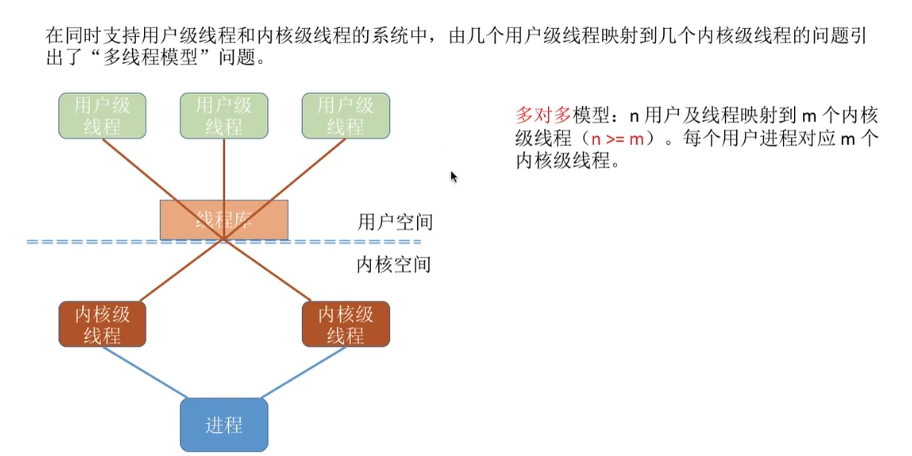 在同时支持用户级线程和内核级线程的系统中，由几个用户级线程映射到几个内核级线程的问题引
出了“多线程模型”问题。
用户级
线程
用户级
线程
用户级
线程
多对多模型：n 用户及线程映射到 m 个内核
级线程（n >= m）。每个用户进程对应 m 个
内核级线程。
线程库
用户空间
内核空间
内核级
线程
内核级
线程
进程